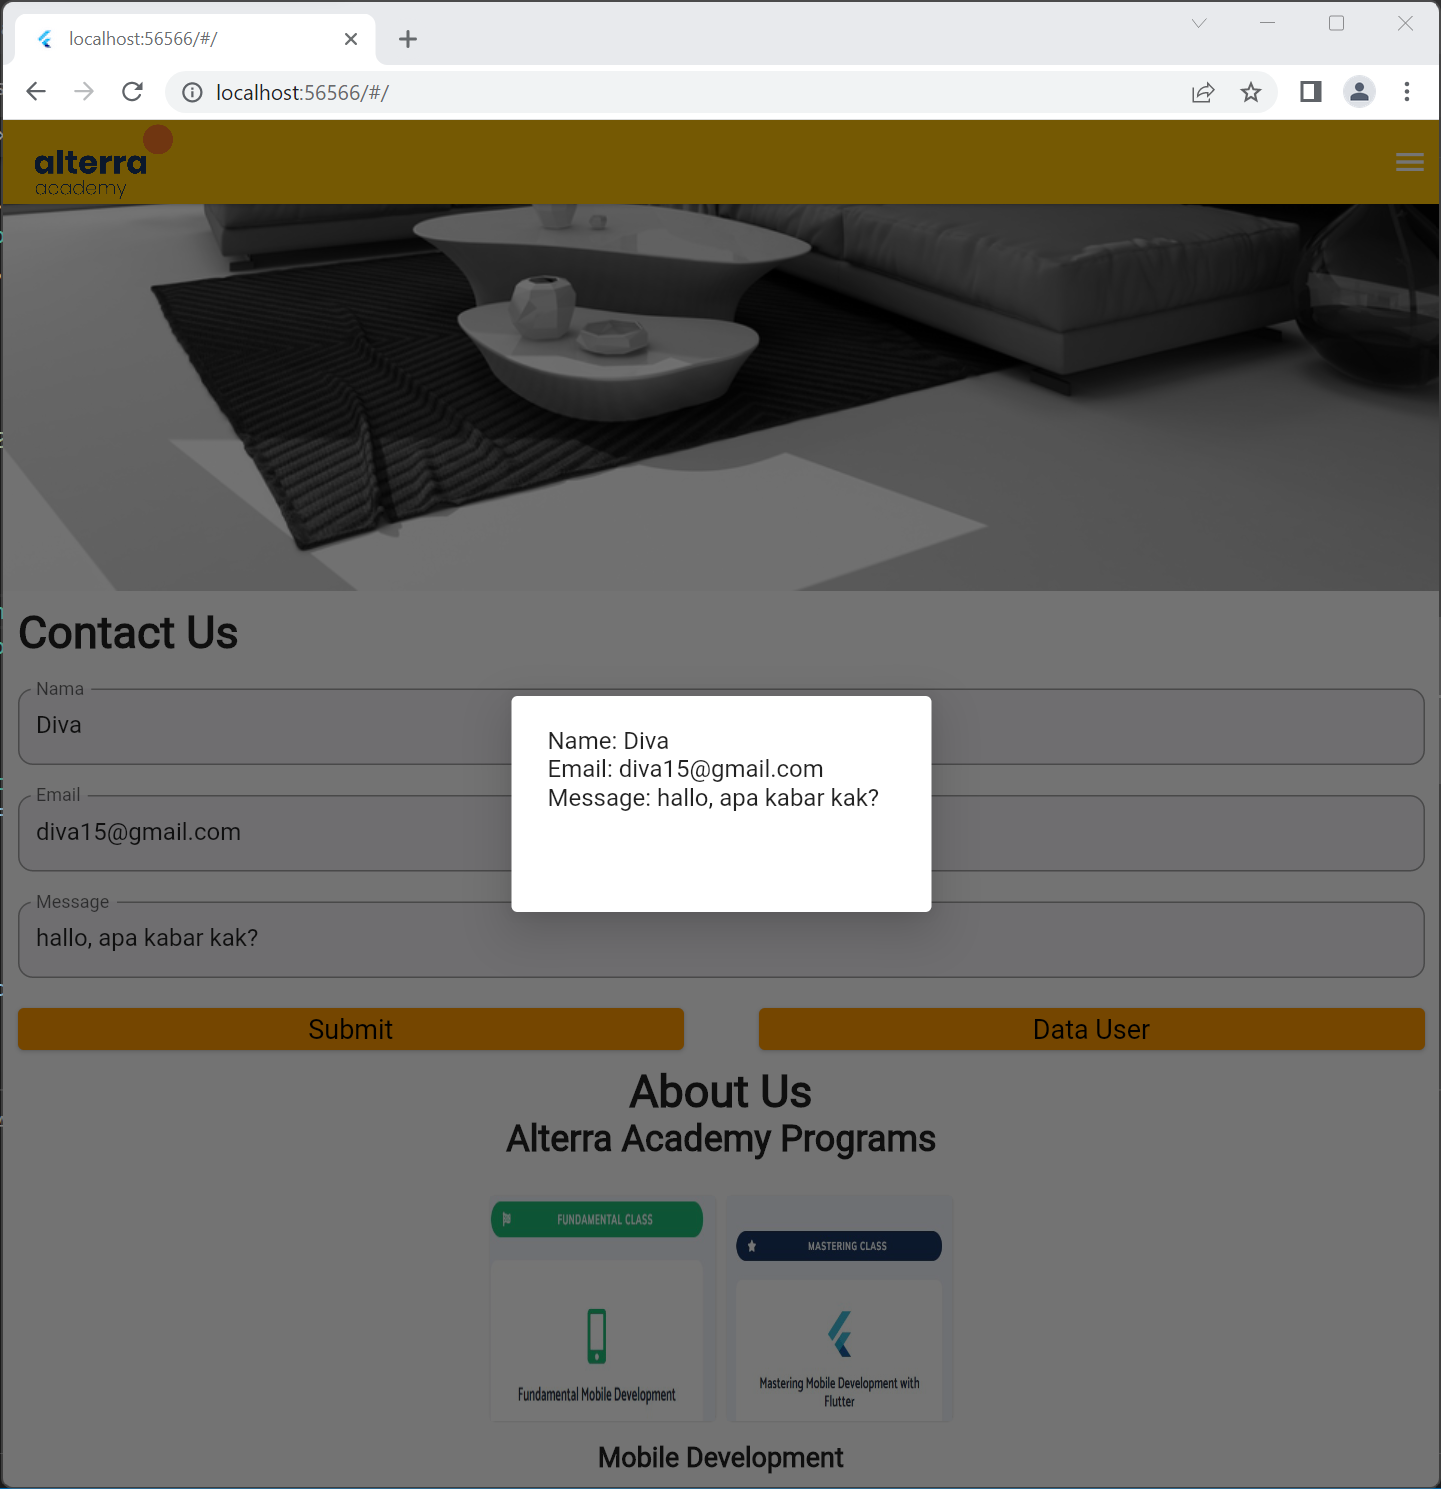 localhost:56566/#/
localhost:56566/#/
alterra
academy
Contact Us
Nama
Diva
Email
diva15@gmail.com
Message
hallo, apa kabar kak?
Name: Diva
Email: diva15@gmail.com
Message: hallo, apa kabar kak?
Submit
Data User
About Us
Alterra Academy Programs
FUNDAMENTAL CLASS
Fundamental Mobile Development
MASTERING CLASS
Mastering Mobile Development with
Flutter
Mobile Development